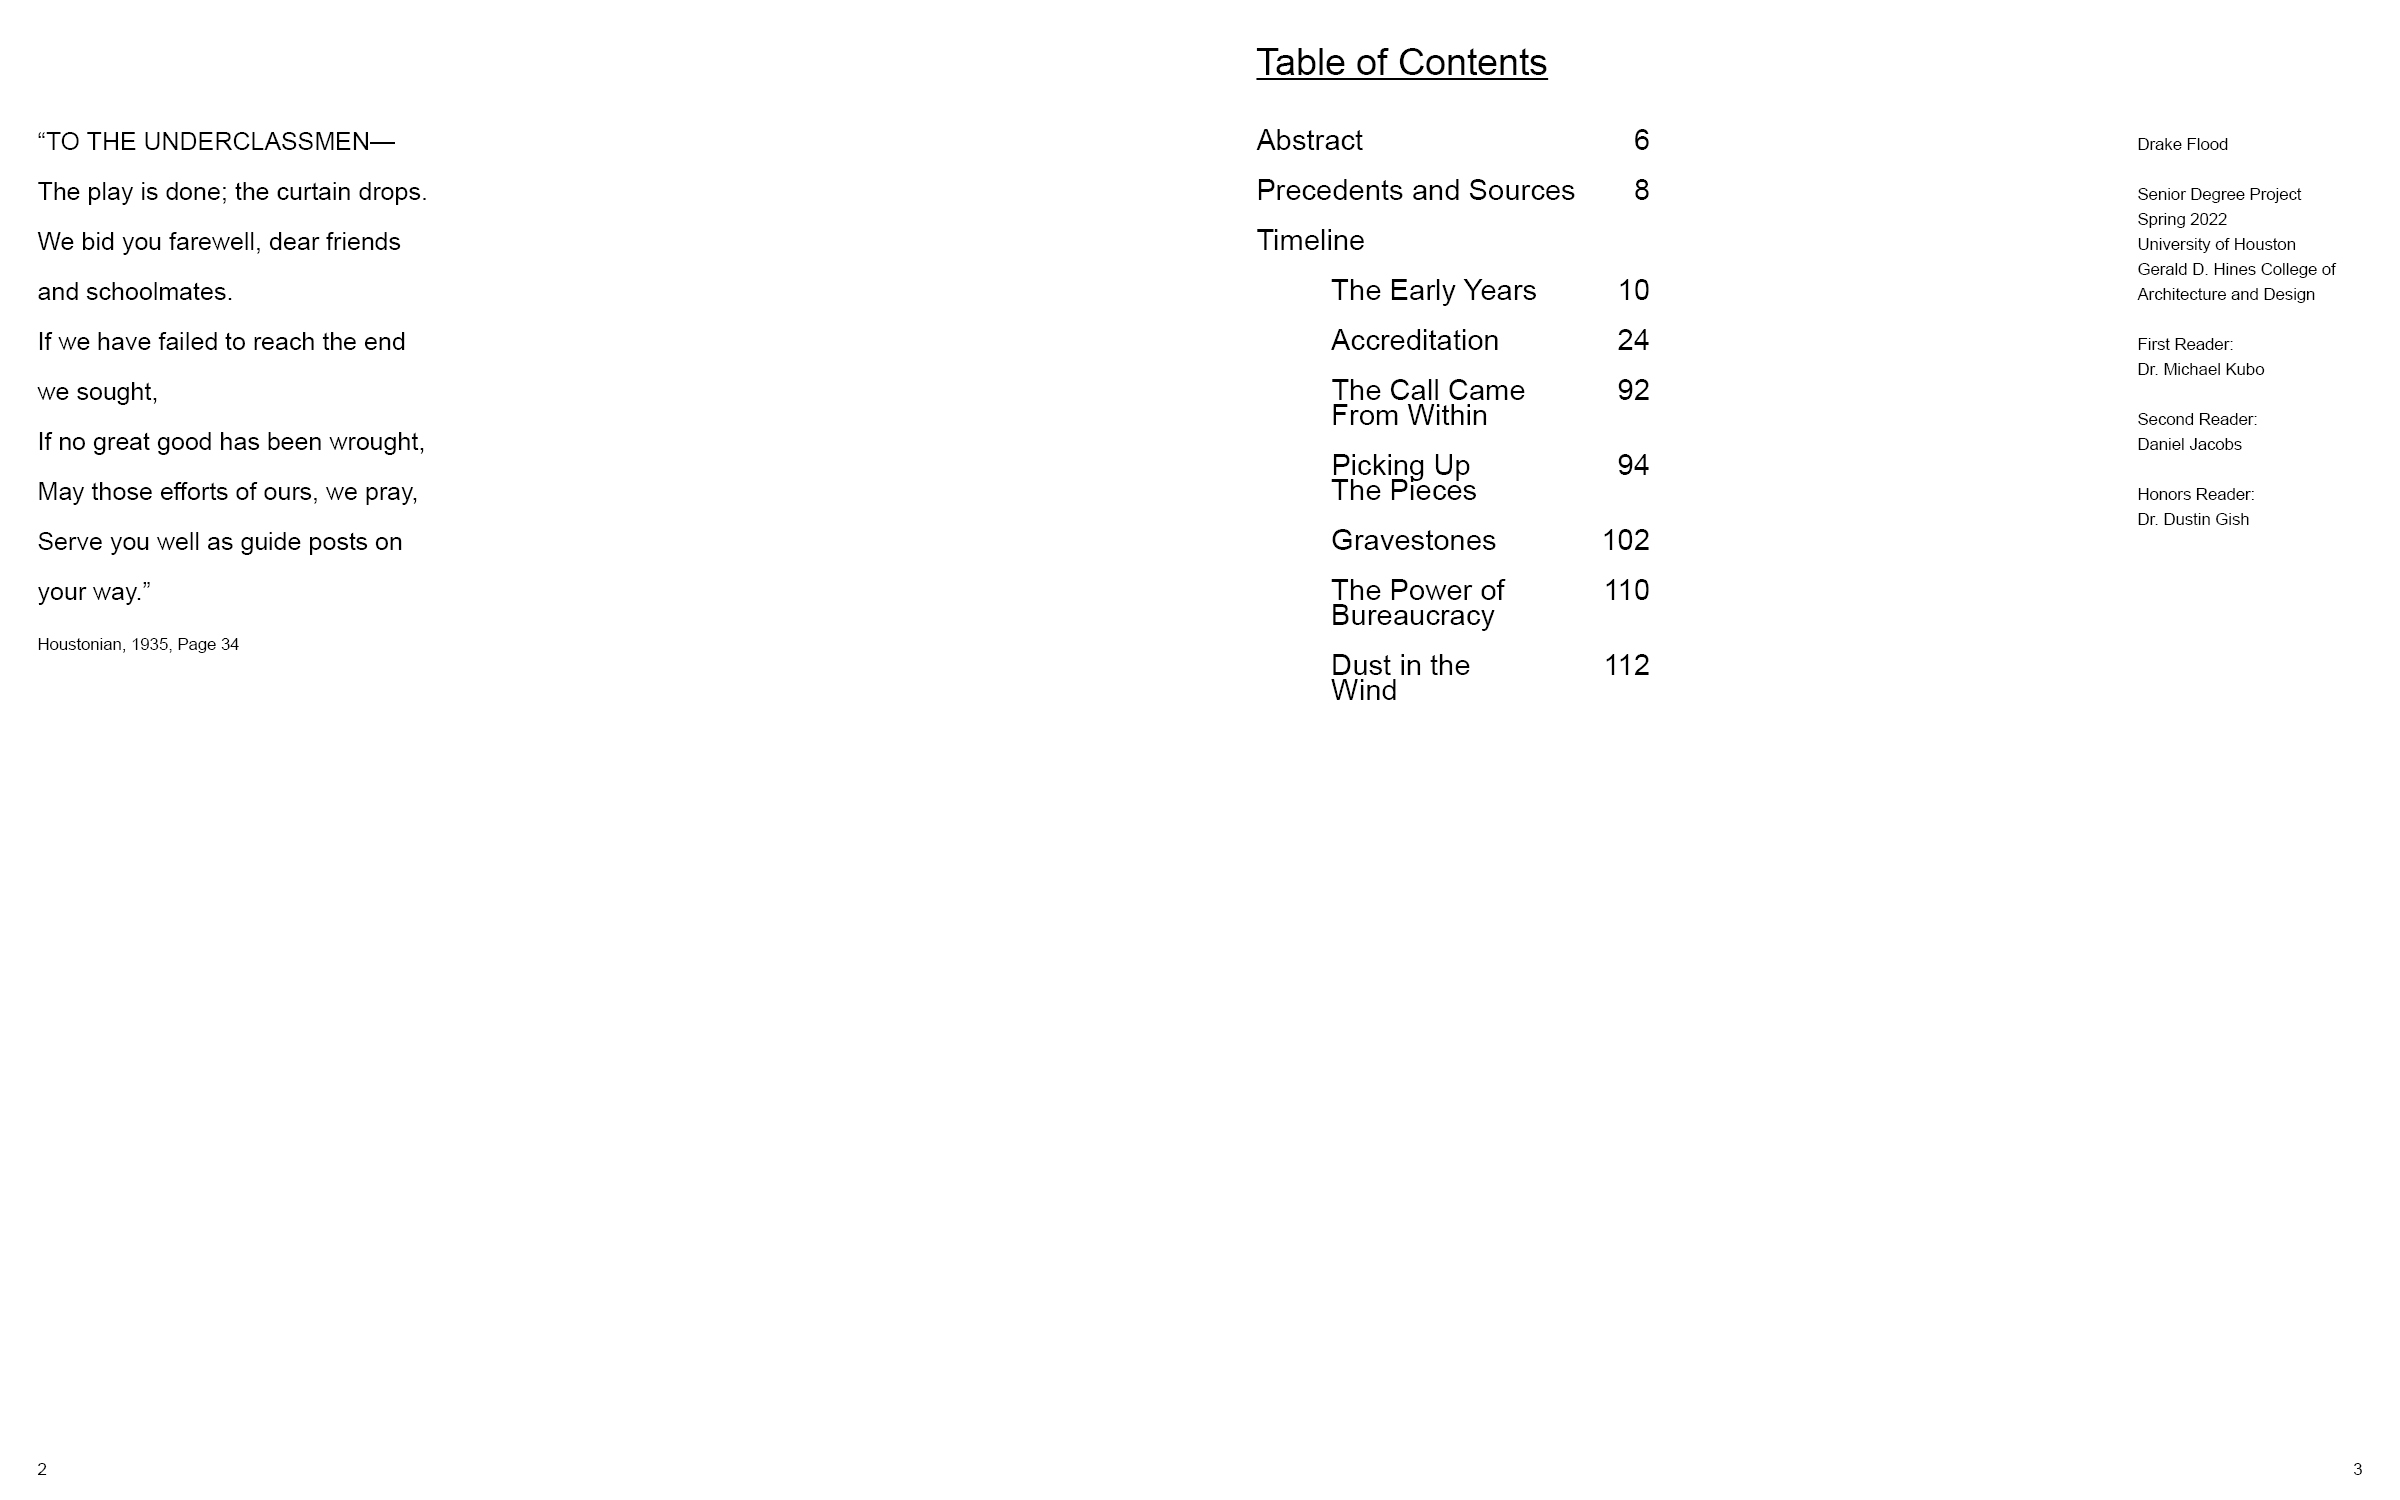 “TO THE UNDERCLASSMEN—
The play is done; the curtain drops.
We bid you farewell, dear friends
and schoolmates.
If we have failed to reach the end
we sought,
If no great good has been wrought,
May those efforts of ours, we pray,
Serve you well as guide posts on
your way.”
Houstonian, 1935, Page 34
2
Table of Contents
Abstract 6
Precedents and Sources 8
Timeline
The Early Years 10
Accreditation 24
The Call Came 92
From Within
Picking Up 94
The Pieces
Gravestones 102
The Power of 110
Bureaucracy
Dust in the 112
Wind
Drake Flood
Senior Degree Project
Spring 2022
University of Houston
Gerald D. Hines College of
Architecture and Design
First Reader:
Dr. Michael Kubo
Second Reader:
Daniel Jacobs
Honors Reader:
Dr. Dustin Gish
3